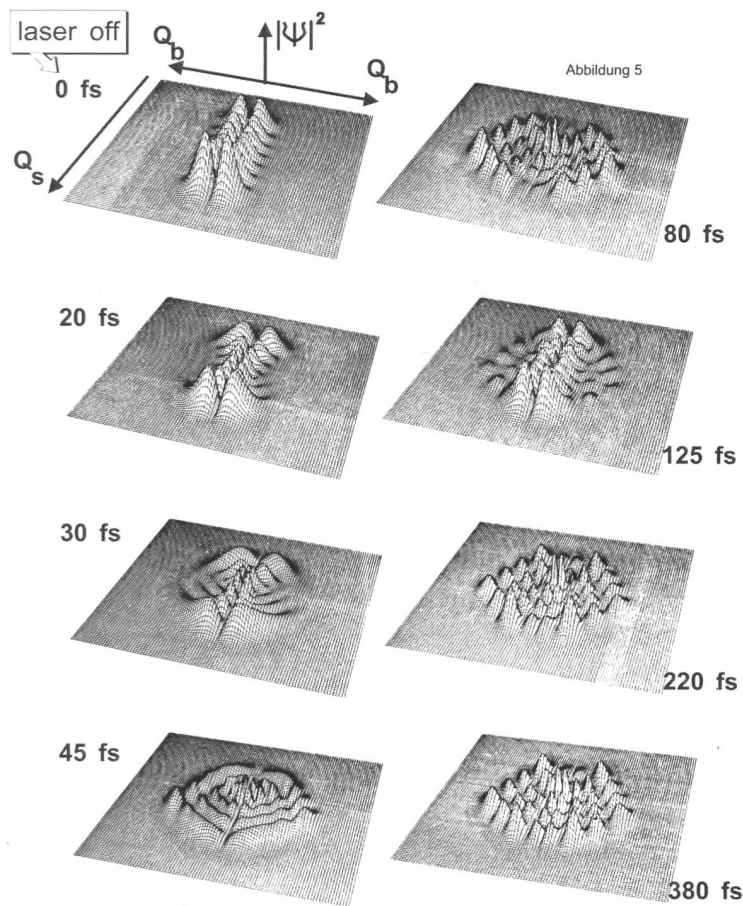 laser off
Q_b
|Ψ|²
Q_b
Abbildung 5
0 fs
Q_s
80 fs
20 fs
125 fs
30 fs
220 fs
45 fs
380 fs